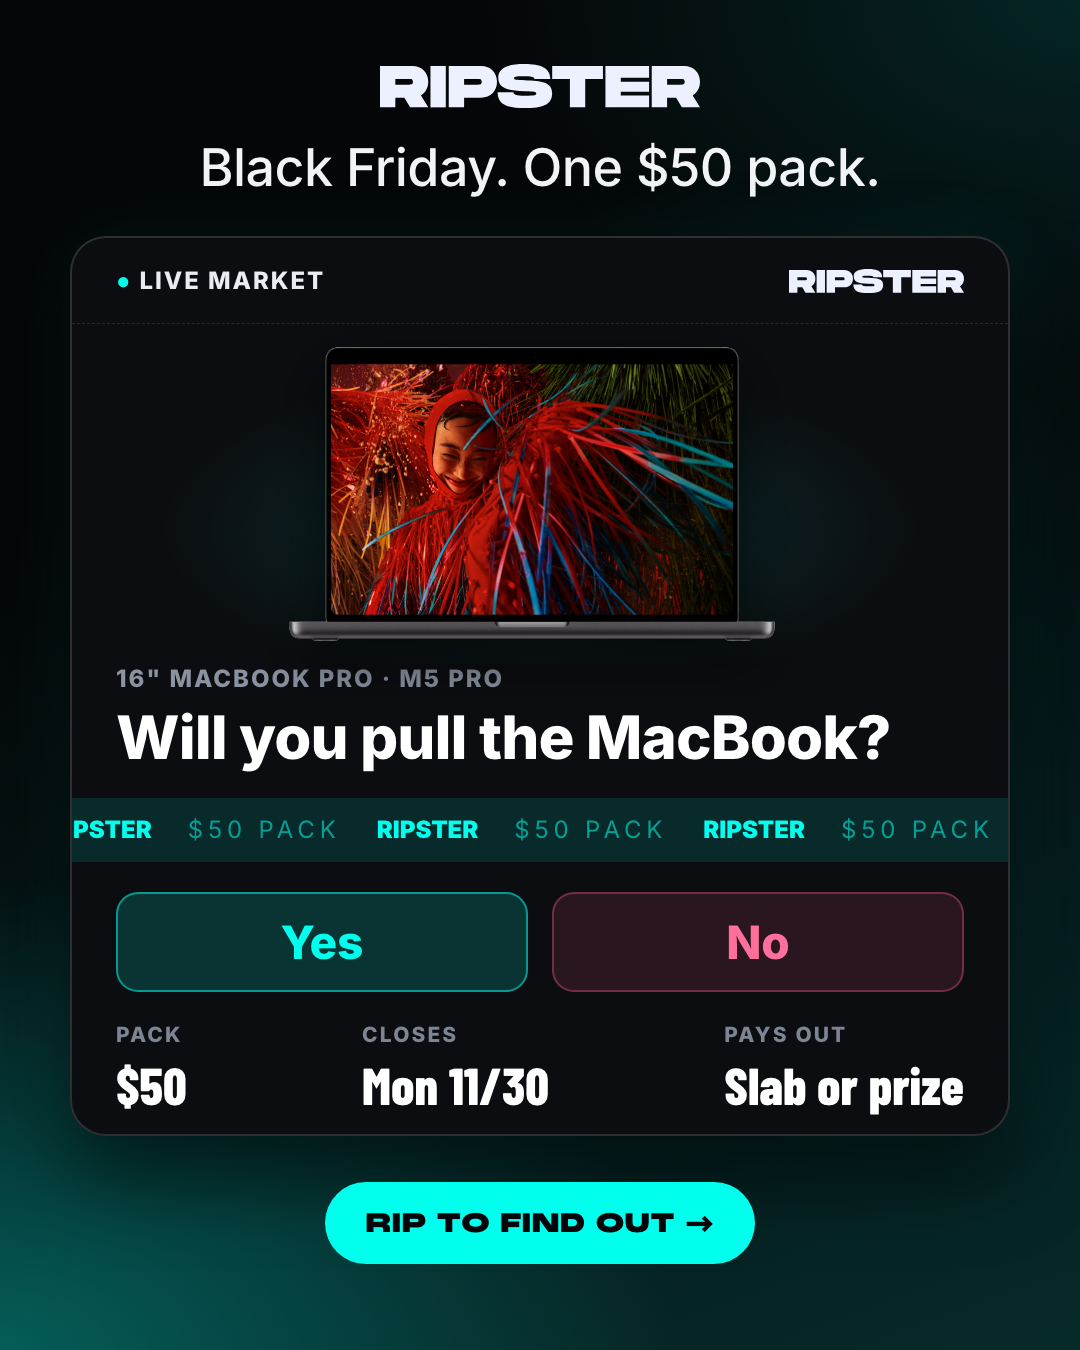 RIPSTER
Black Friday. One $50 pack.
• LIVE MARKET
RIPSTER
16" MACBOOK PRO · M5 PRO
Will you pull the MacBook?
PSTER $50 PACK RIPSTER $50 PACK RIPSTER $50 PACK
Yes
No
PACK
$50
CLOSES
Mon 11/30
PAYS OUT
Slab or prize
RIP TO FIND OUT →